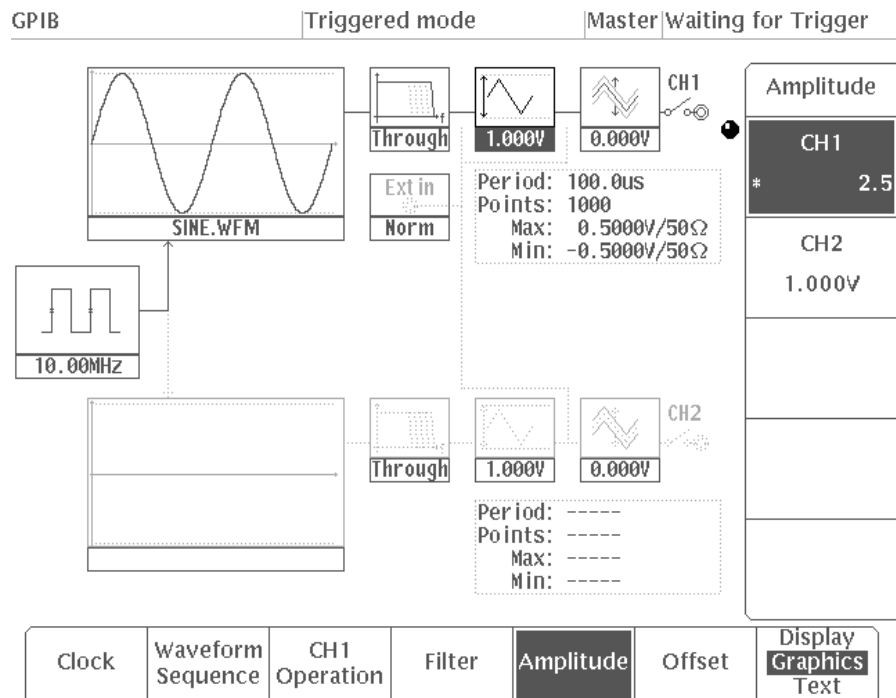 GPIB
Triggered mode
Master
Waiting for Trigger
CH1
Through
1.000V
0.000V
Ext in
Norm
SINE.WFM
Period: 100.0us
Points: 1000
Max: 0.5000V/50Ω
Min: -0.5000V/50Ω
10.00MHz
CH2
Through
1.000V
0.000V
Period: -----
Points: -----
Max: -----
Min: -----
Amplitude
CH1
* 2.5
CH2
1.000V
Clock
Waveform
Sequence
CH1
Operation
Filter
Amplitude
Offset
Display
Graphics
Text